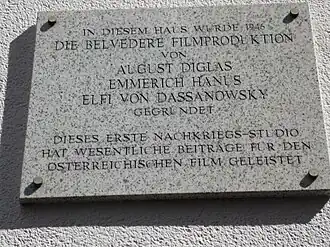 IN DIESEM HAUS WURDE 1946
DIE BELVEDERE FILMPRODUKTION
VON
AUGUST DIGLAS
EMMERICH HANUS
ELFI VON DASSANOWSKY
GEGRÜNDET
DIESES ERSTE NACHKRIEGS-STUDIO
HAT WESENTLICHE BEITRÄGE FÜR DEN
ÖSTERREICHISCHEN FILM GELEISTET